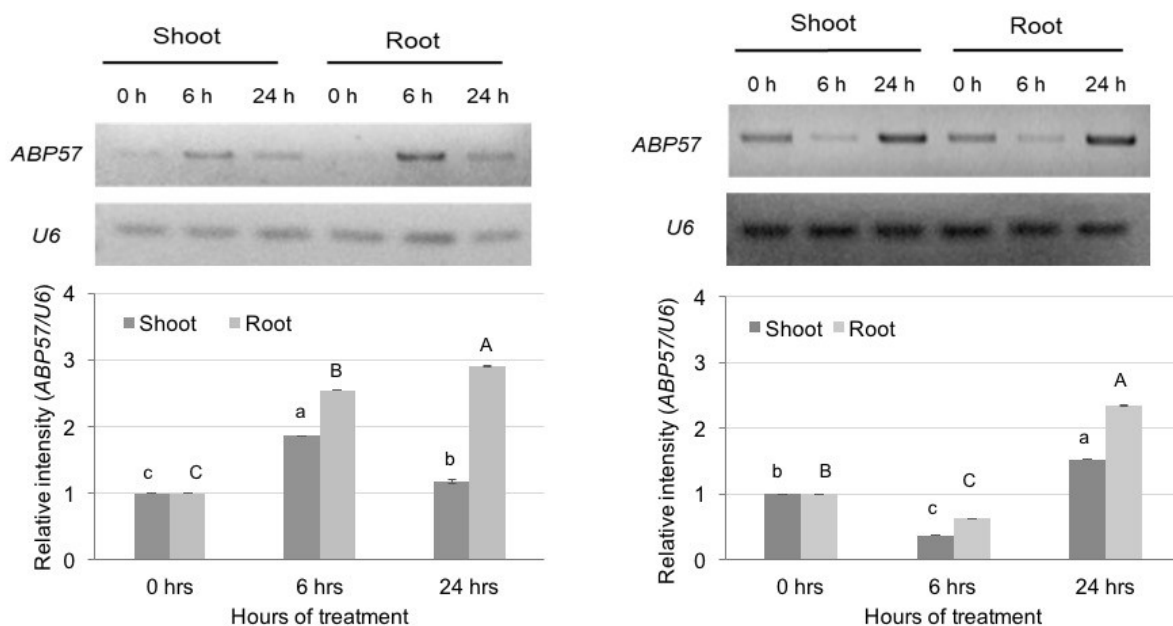 Shoot Root
0 h 6 h 24 h 0 h 6 h 24 h
ABP57
U6
Relative intensity (ABP57/U6)
4
3
2
1
0
Shoot Root
c C a B b A
0 hrs 6 hrs 24 hrs
Hours of treatment
Shoot Root
0 h 6 h 24 h 0 h 6 h 24 h
ABP57
U6
Relative intensity (ABP57/U6)
4
3
2
1
0
Shoot Root
b B c C a A
0 hrs 6 hrs 24 hrs
Hours of treatment